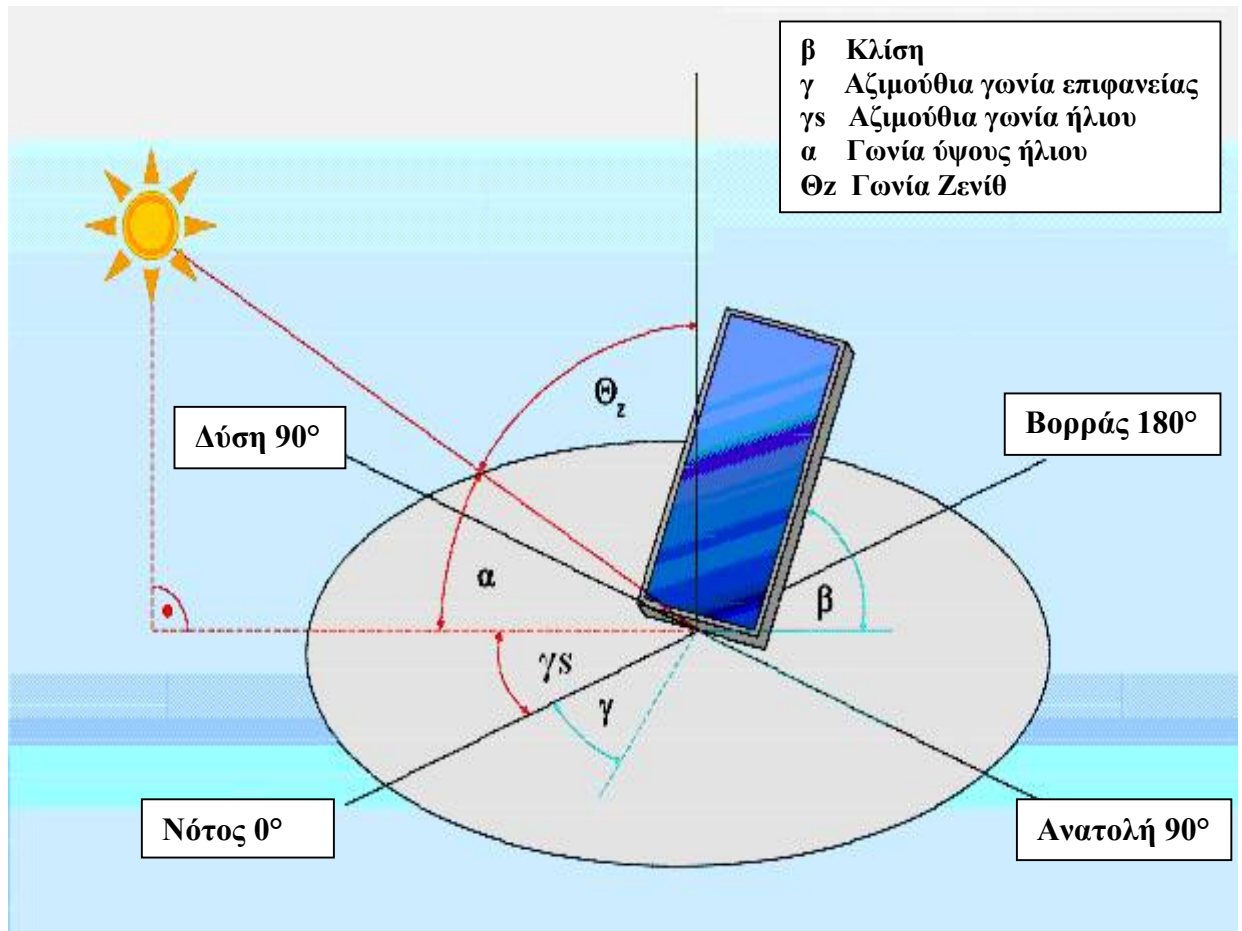 β Κλίση
γ Αζιμούθια γωνία επιφανείας
γs Αζιμούθια γωνία ήλιου
α Γωνία ύψους ήλιου
Θz Γωνία Ζενίθ
Θz
Δύση 90°
Βορράς 180°
α
β
γs
γ
Νότος 0°
Ανατολή 90°